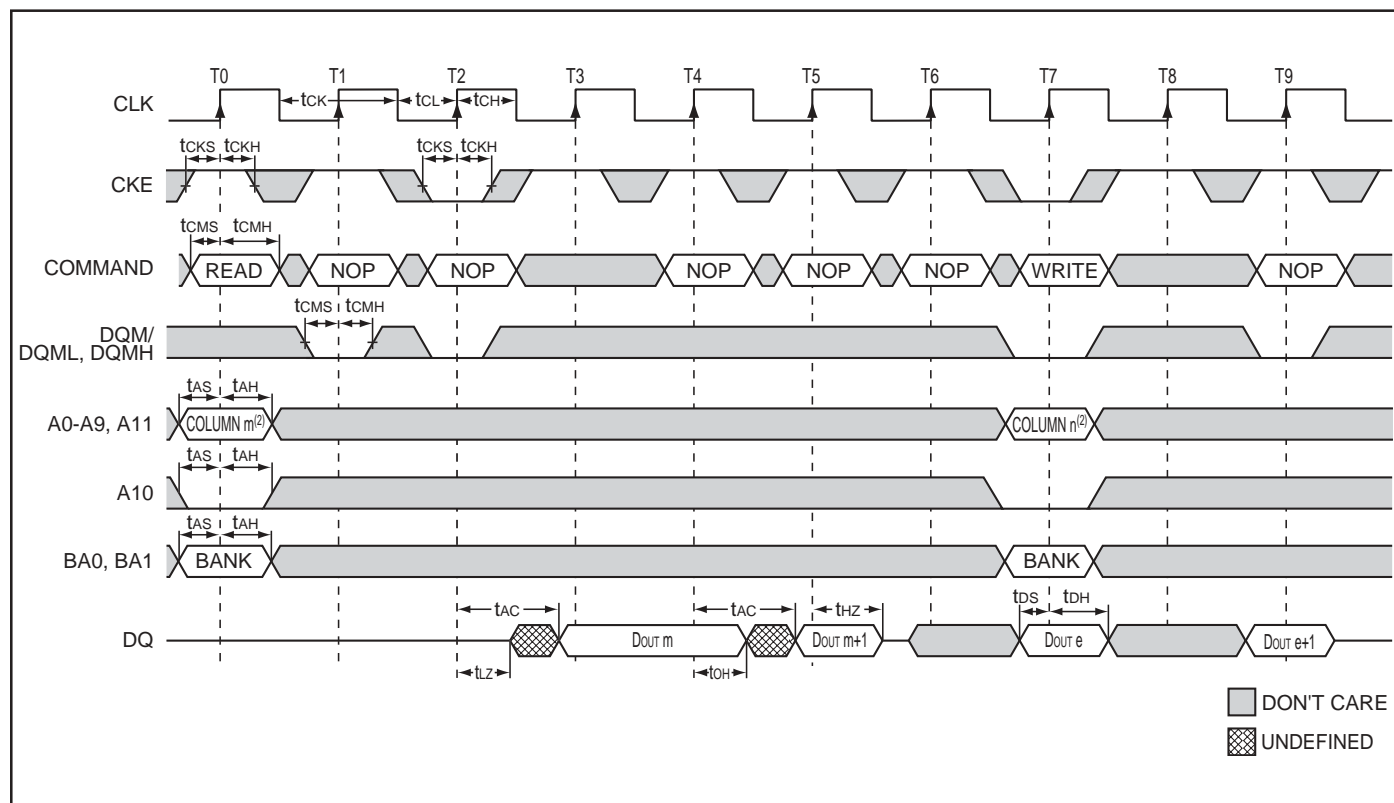 T0 T1 T2 T3 T4 T5 T6 T7 T8 T9
CLK tCK tCL tCH
tCKS tCKH tCKS tCKH
CKE
tCMS tCMH
COMMAND READ NOP NOP NOP NOP NOP WRITE NOP
tCMS tCMH
DQM/
DQML, DQMH
tAS tAH
A0-A9, A11 COLUMN m(2) COLUMN n(2)
tAS tAH
A10
tAS tAH
BA0, BA1 BANK BANK
tAC tAC tHZ tDS tDH
DQ DOUT m DOUT m+1 DOUT e DOUT e+1
tLZ tOH
DON'T CARE
UNDEFINED